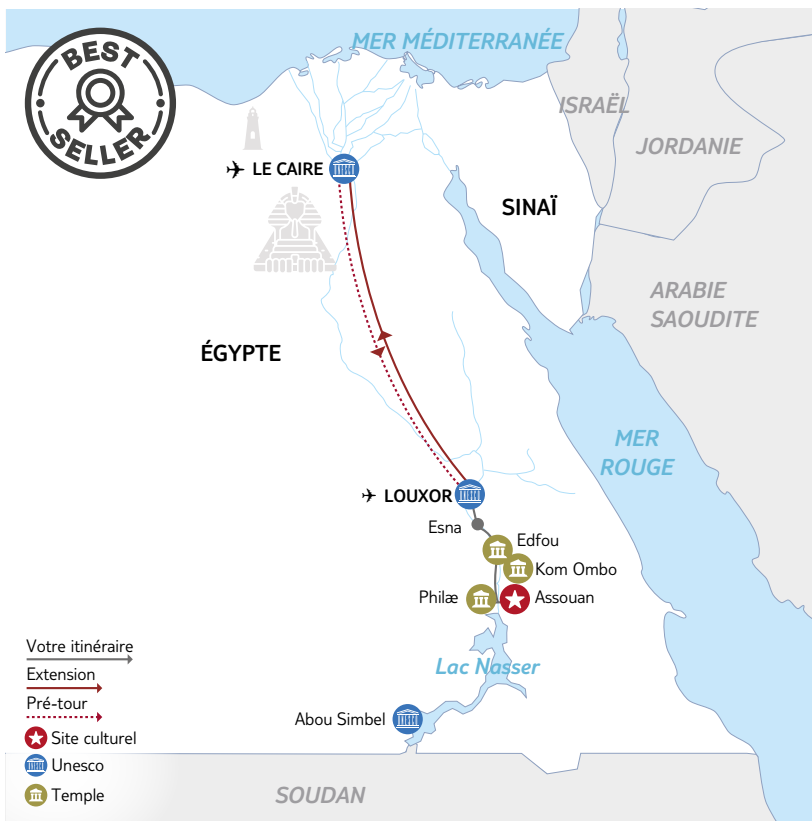 BEST
SELLER
MER MÉDITERRANÉE
ISRAËL
JORDANIE
LE CAIRE
SINAÏ
ARABIE
SAOUDITE
ÉGYPTE
MER
ROUGE
LOUXOR
Esna
Edfou
Kom Ombo
Philæ
Assouan
Lac Nasser
Abou Simbel
SOUDAN
Votre itinéraire
Extension
Pré-tour
Site culturel
Unesco
Temple